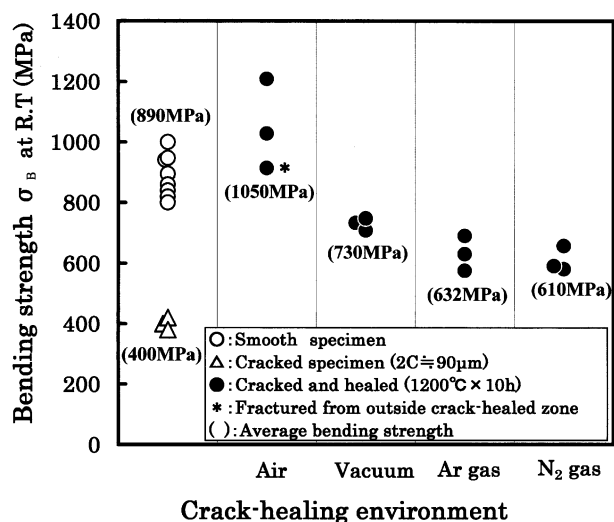 Bending strength σ B at R.T (MPa)
1400
1200
1000
800
600
400
200
0
(890MPa)
(400MPa)
*
(1050MPa)
(730MPa)
(632MPa)
(610MPa)
○:Smooth specimen
△:Cracked specimen (2C≒90μm)
●:Cracked and healed (1200℃×10h)
*:Fractured from outside crack-healed zone
( ):Average bending strength
Air Vacuum Ar gas N₂ gas
Crack-healing environment